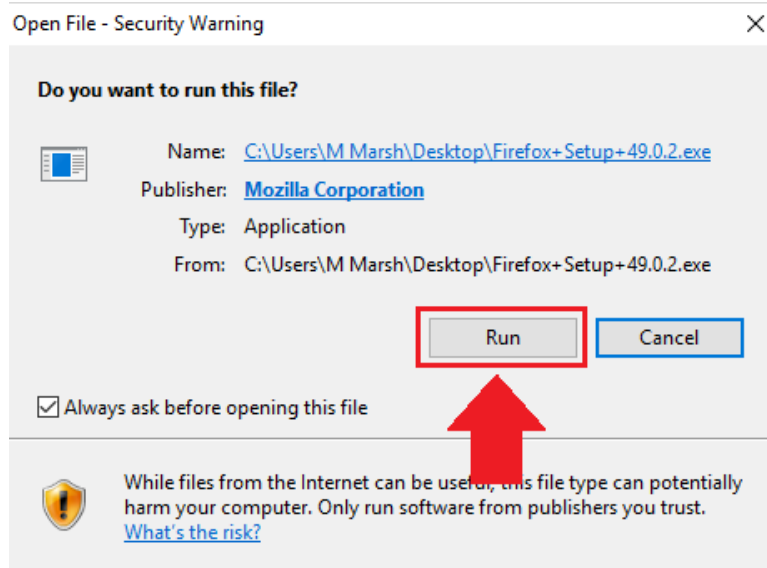 Open File - Security Warning
Do you want to run this file?
Name: C:\Users\M Marsh\Desktop\Firefox+Setup+49.0.2.exe
Publisher: Mozilla Corporation
Type: Application
From: C:\Users\M Marsh\Desktop\Firefox+Setup+49.0.2.exe
Run Cancel
Always ask before opening this file
While files from the Internet can be useful, this file type can potentially
harm your computer. Only run software from publishers you trust.
What's the risk?